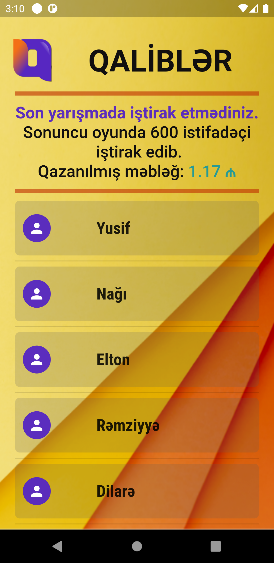 3:10
QALİBLƏR
Son yarışmada iştirak etmədiniz.
Sonuncu oyunda 600 istifadəçi
iştirak edib.
Qazanılmış məbləğ: 1.17 ₼
Yusif
Nağı
Elton
Rəmziyyə
Dilarə